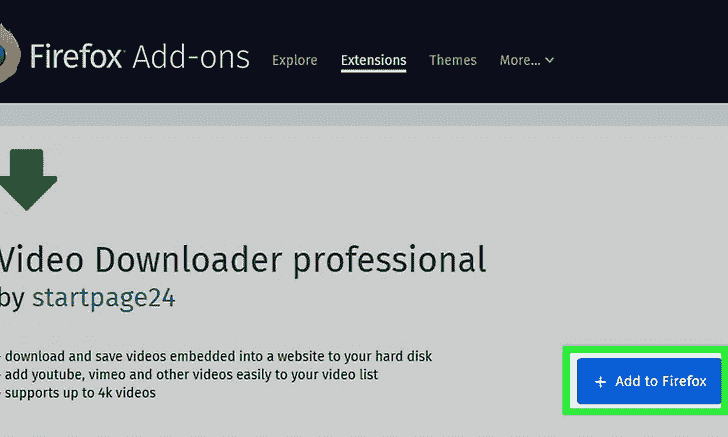 Firefox Add-ons Explore Extensions Themes More...
Video Downloader professional
by startpage24
- download and save videos embedded into a website to your hard disk
- add youtube, vimeo and other videos easily to your video list
- supports up to 4k videos
+ Add to Firefox